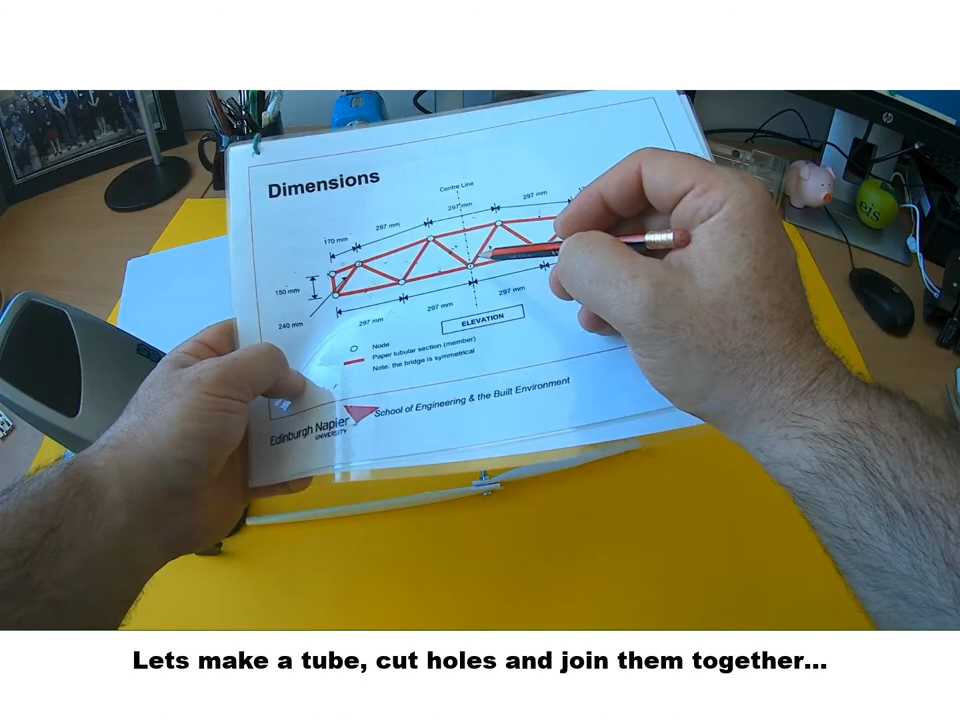 Dimensions
Centre Line
297 mm
297 mm
297 mm
170 mm
150 mm
240 mm
297 mm
297 mm
297 mm
ELEVATION
Node
Paper tubular section (member)
Note: the bridge is symmetrical
School of Engineering & the Built Environment
Edinburgh Napier
UNIVERSITY
hp
eis
Lets make a tube, cut holes and join them together...